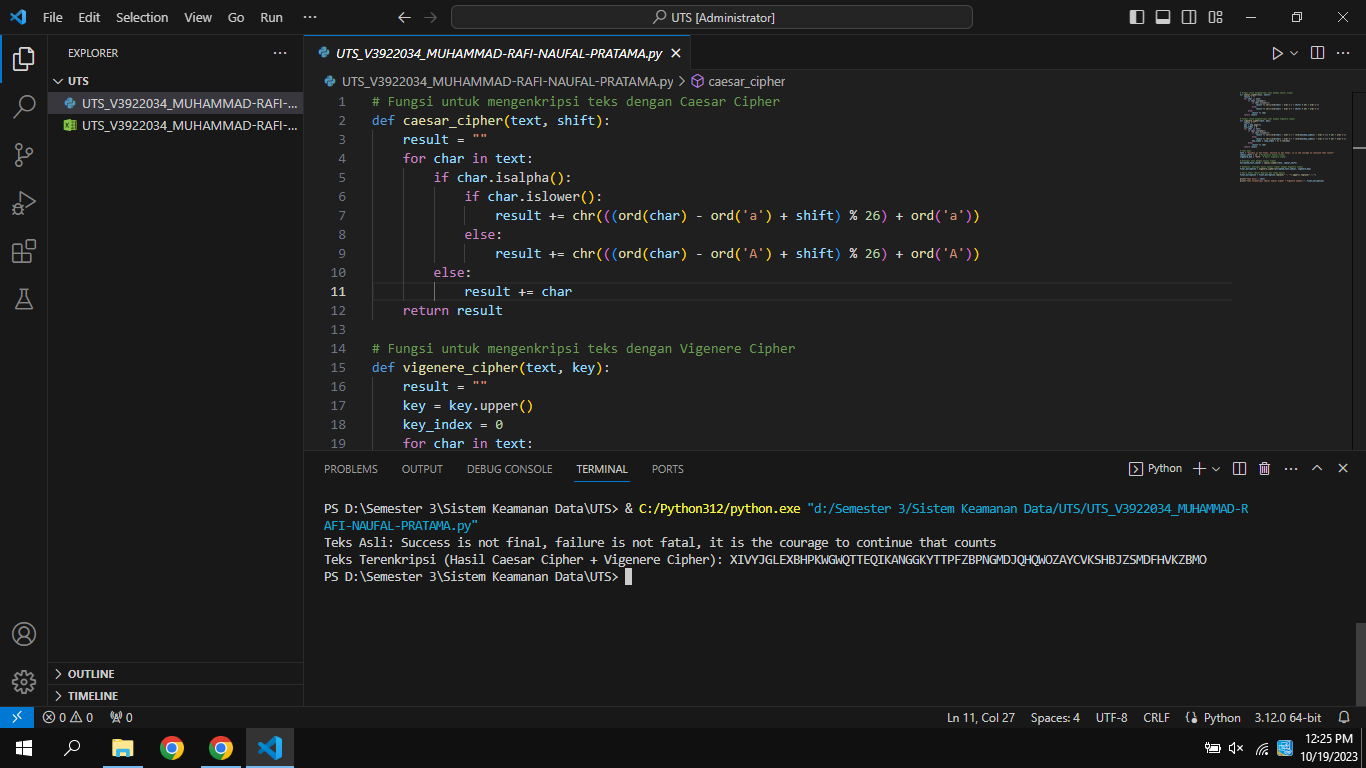 File Edit Selection View Go Run ··· UTS [Administrator]
EXPLORER ···
UTS
UTS_V3922034_MUHAMMAD-RAFI-...
UTS_V3922034_MUHAMMAD-RAFI-...
OUTLINE
TIMELINE
UTS_V3922034_MUHAMMAD-RAFI-NAUFAL-PRATAMA.py
UTS_V3922034_MUHAMMAD-RAFI-NAUFAL-PRATAMA.py > caesar_cipher
1 # Fungsi untuk mengenkripsi teks dengan Caesar Cipher
2 def caesar_cipher(text, shift):
3     result = ""
4     for char in text:
5         if char.isalpha():
6             if char.islower():
7                 result += chr(((ord(char) - ord('a') + shift) % 26) + ord('a'))
8             else:
9                 result += chr(((ord(char) - ord('A') + shift) % 26) + ord('A'))
10         else:
11             result += char
12     return result
13
14 # Fungsi untuk mengenkripsi teks dengan Vigenere Cipher
15 def vigenere_cipher(text, key):
16     result = ""
17     key = key.upper()
18     key_index = 0
19     for char in text:
PROBLEMS OUTPUT DEBUG CONSOLE TERMINAL PORTS Python
PS D:\Semester 3\Sistem Keamanan Data\UTS> & C:/Python312/python.exe "d:/Semester 3/Sistem Keamanan Data/UTS/UTS_V3922034_MUHAMMAD-R
AFI-NAUFAL-PRATAMA.py"
Teks Asli: Success is not final, failure is not fatal, it is the courage to continue that counts
Teks Terenkripsi (Hasil Caesar Cipher + Vigenere Cipher): XIVYJGLEXBHPKWGWQTTEQIKANGGKYTTPFZBPNGMDJQHQWOZAYCVKSHBJZSMDFHVKZBMO
PS D:\Semester 3\Sistem Keamanan Data\UTS>
0 0 0 Ln 11, Col 27 Spaces: 4 UTF-8 CRLF Python 3.12.0 64-bit
12:25 PM
10/19/2023